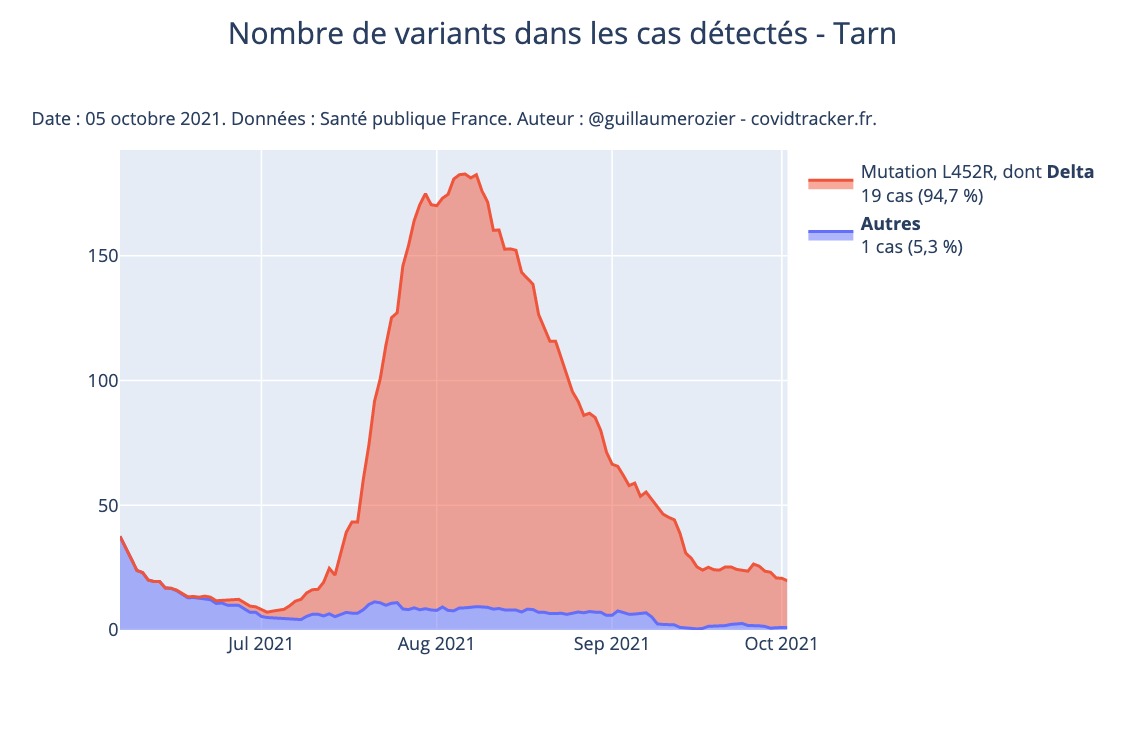 Nombre de variants dans les cas détectés - Tarn
Date : 05 octobre 2021. Données : Santé publique France. Auteur : @guillaumerozier - covidtracker.fr.
Mutation L452R, dont Delta
19 cas (94,7 %)
Autres
1 cas (5,3 %)
150
100
50
0
Jul 2021
Aug 2021
Sep 2021
Oct 2021